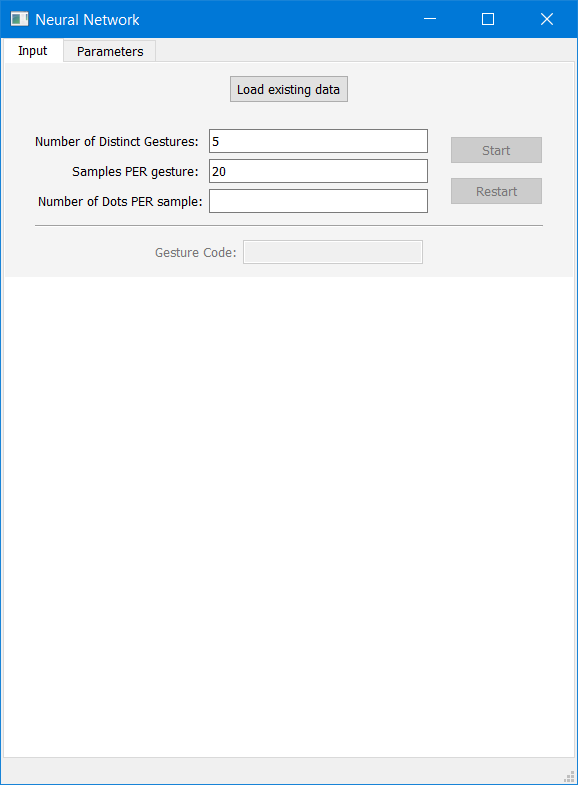 Neural Network
Input Parameters
Load existing data
Number of Distinct Gestures: 5
Samples PER gesture: 20
Number of Dots PER sample:
Start
Restart
Gesture Code: